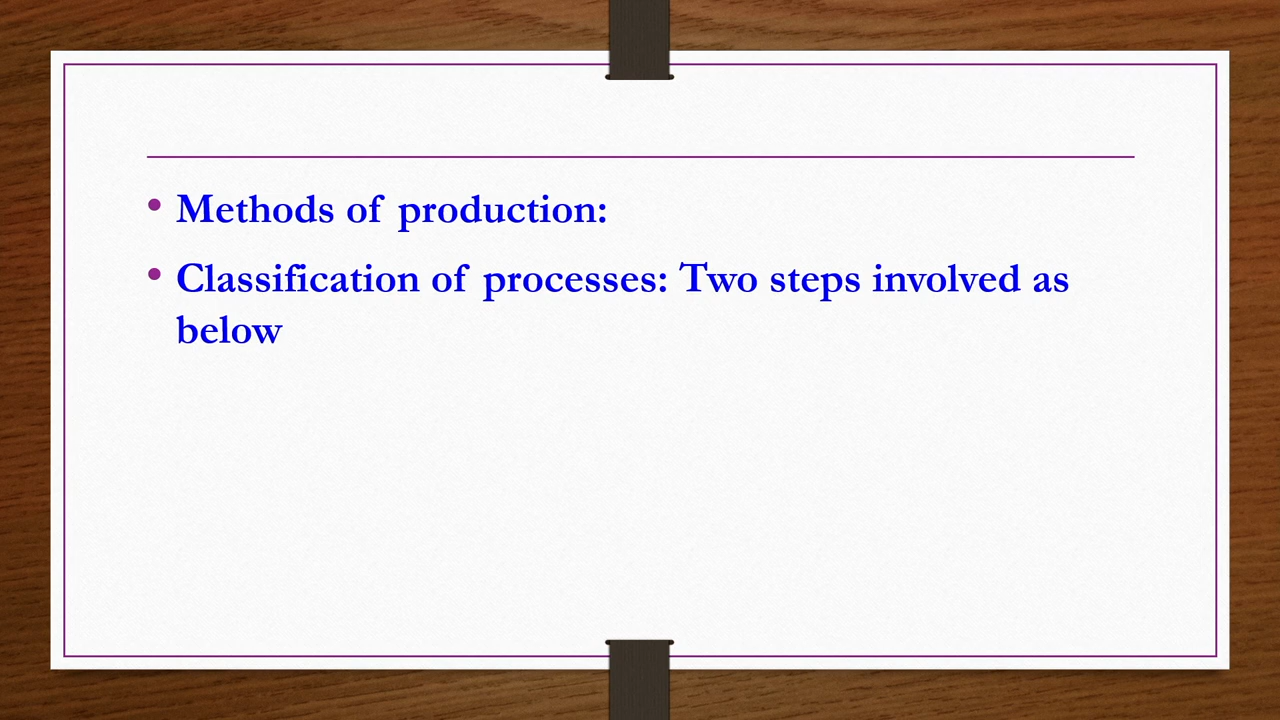 • Methods of production:
• Classification of processes: Two steps involved as
below